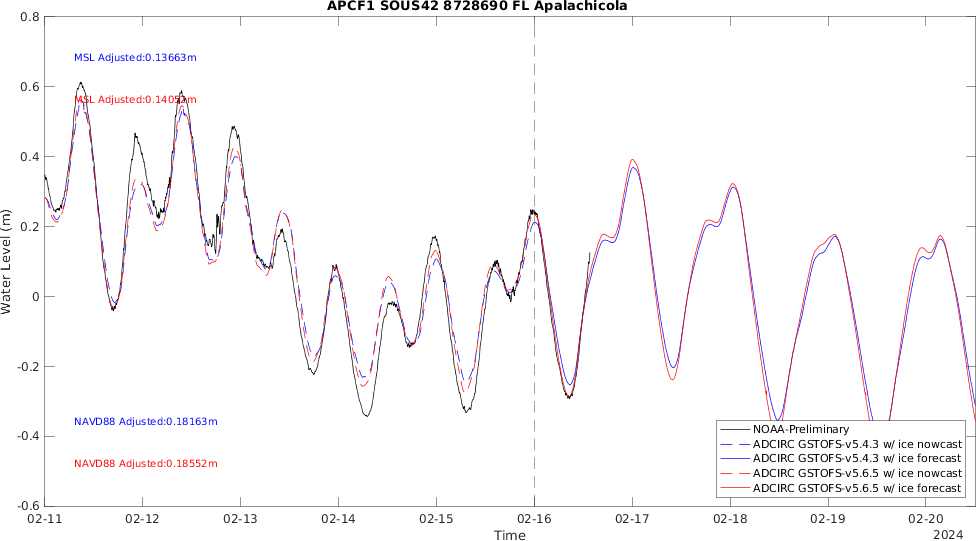 APCF1 SOUS42 8728690 FL Apalachicola
0.8
0.6
0.4
0.2
0
-0.2
-0.4
-0.6
Water Level (m)
MSL Adjusted:0.13663m
MSL Adjusted:
NAVD88 Adjusted:0.18163m
NAVD88 Adjusted:0.18552m
NOAA-Preliminary
ADCIRC GSTOFS-v5.4.3 w/ ice nowcast
ADCIRC GSTOFS-v5.4.3 w/ ice forecast
ADCIRC GSTOFS-v5.6.5 w/ ice nowcast
ADCIRC GSTOFS-v5.6.5 w/ ice forecast
02-11 02-12 02-13 02-14 02-15 02-16 02-17 02-18 02-19 02-20
Time
2024